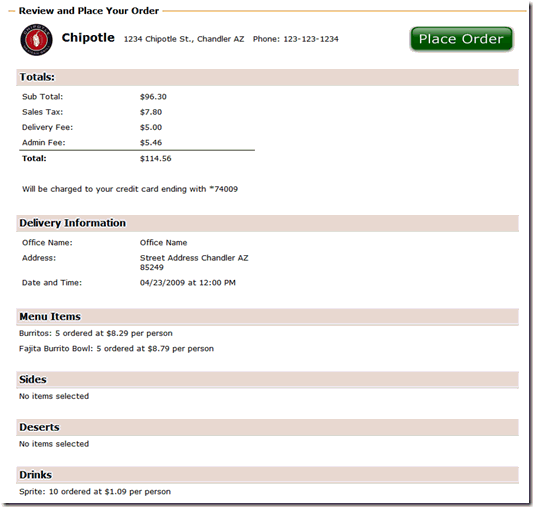 Review and Place Your Order
CHIPOTLE
Chipotle 1234 Chipotle St., Chandler AZ Phone: 123-123-1234
Place Order
Totals:
Sub Total: $96.30
Sales Tax: $7.80
Delivery Fee: $5.00
Admin Fee: $5.46
Total: $114.56
Will be charged to your credit card ending with *74009
Delivery Information
Office Name: Office Name
Address: Street Address Chandler AZ
85249
Date and Time: 04/23/2009 at 12:00 PM
Menu Items
Burritos: 5 ordered at $8.29 per person
Fajita Burrito Bowl: 5 ordered at $8.79 per person
Sides
No items selected
Deserts
No items selected
Drinks
Sprite: 10 ordered at $1.09 per person